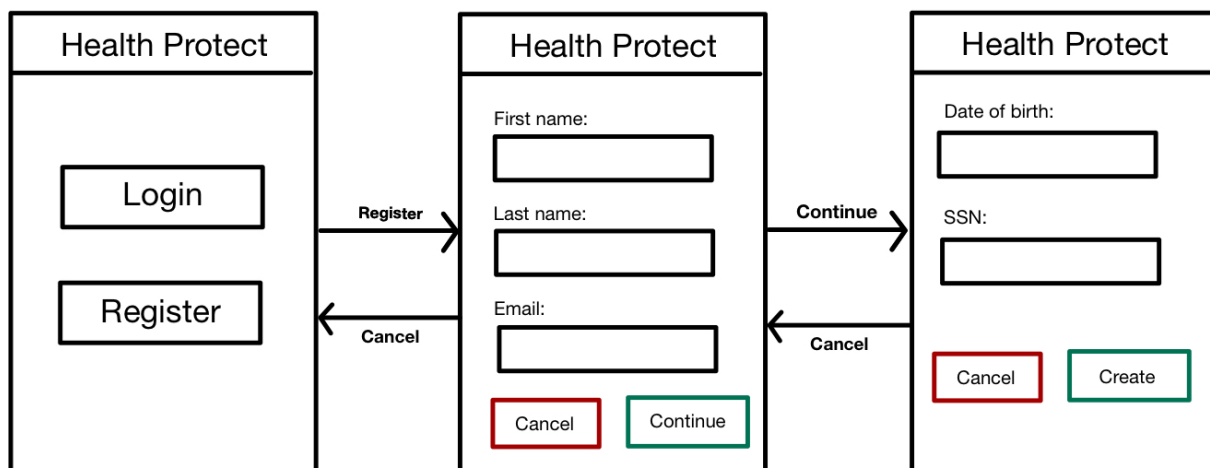 Health Protect
Login
Register
Register
Cancel
Health Protect
First name:
Last name:
Email:
Cancel
Continue
Continue
Cancel
Health Protect
Date of birth:
SSN:
Cancel
Create